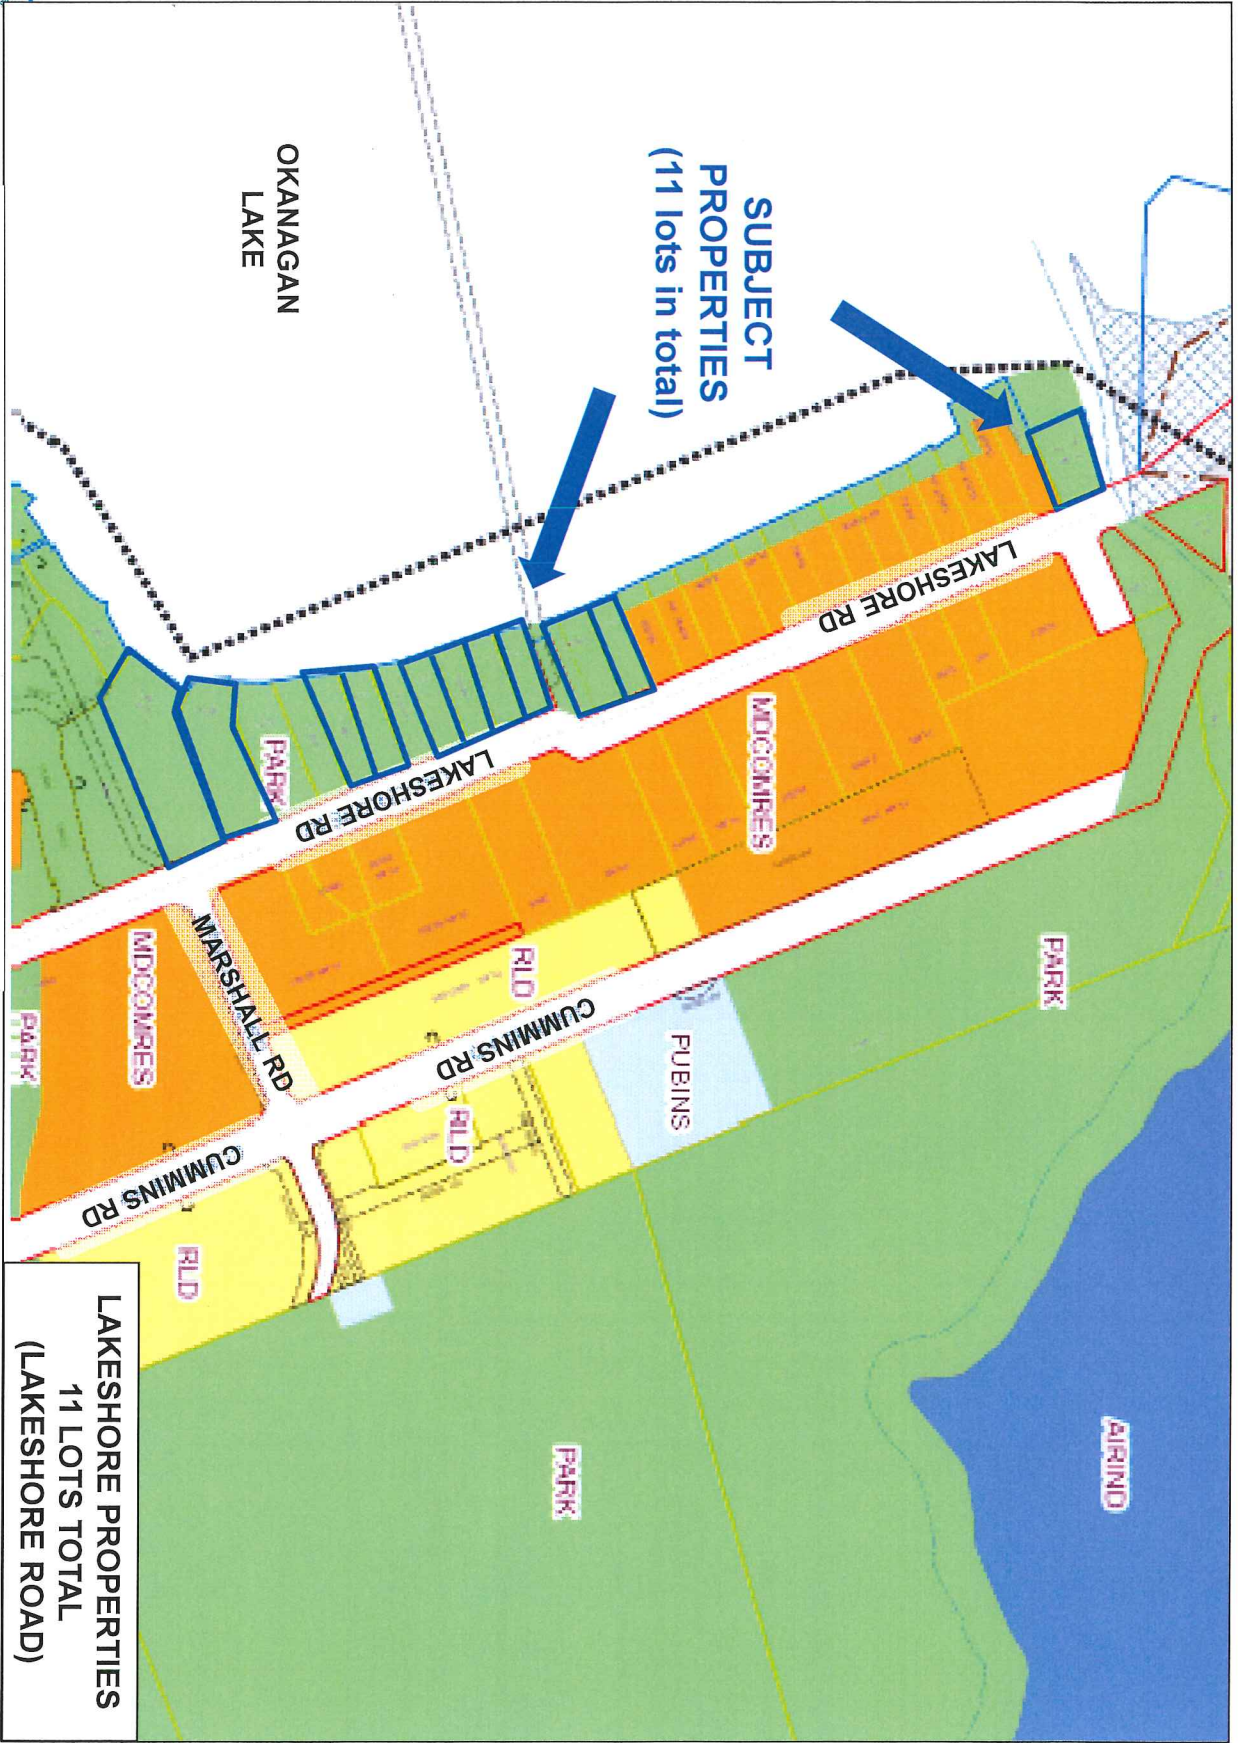 SUBJECT
PROPERTIES
(11 lots in total)
OKANAGAN
LAKE
LAKESHORE RD
LAKESHORE RD
MDCOMRES
PARK
PARK
AIRIND
RLD
PUBINS
CUMMINS RD
RLD
PARK
MARSHALL RD
MDCOMRES
PARK
CUMMINS RD
RLD
LAKESHORE PROPERTIES
11 LOTS TOTAL
(LAKESHORE ROAD)